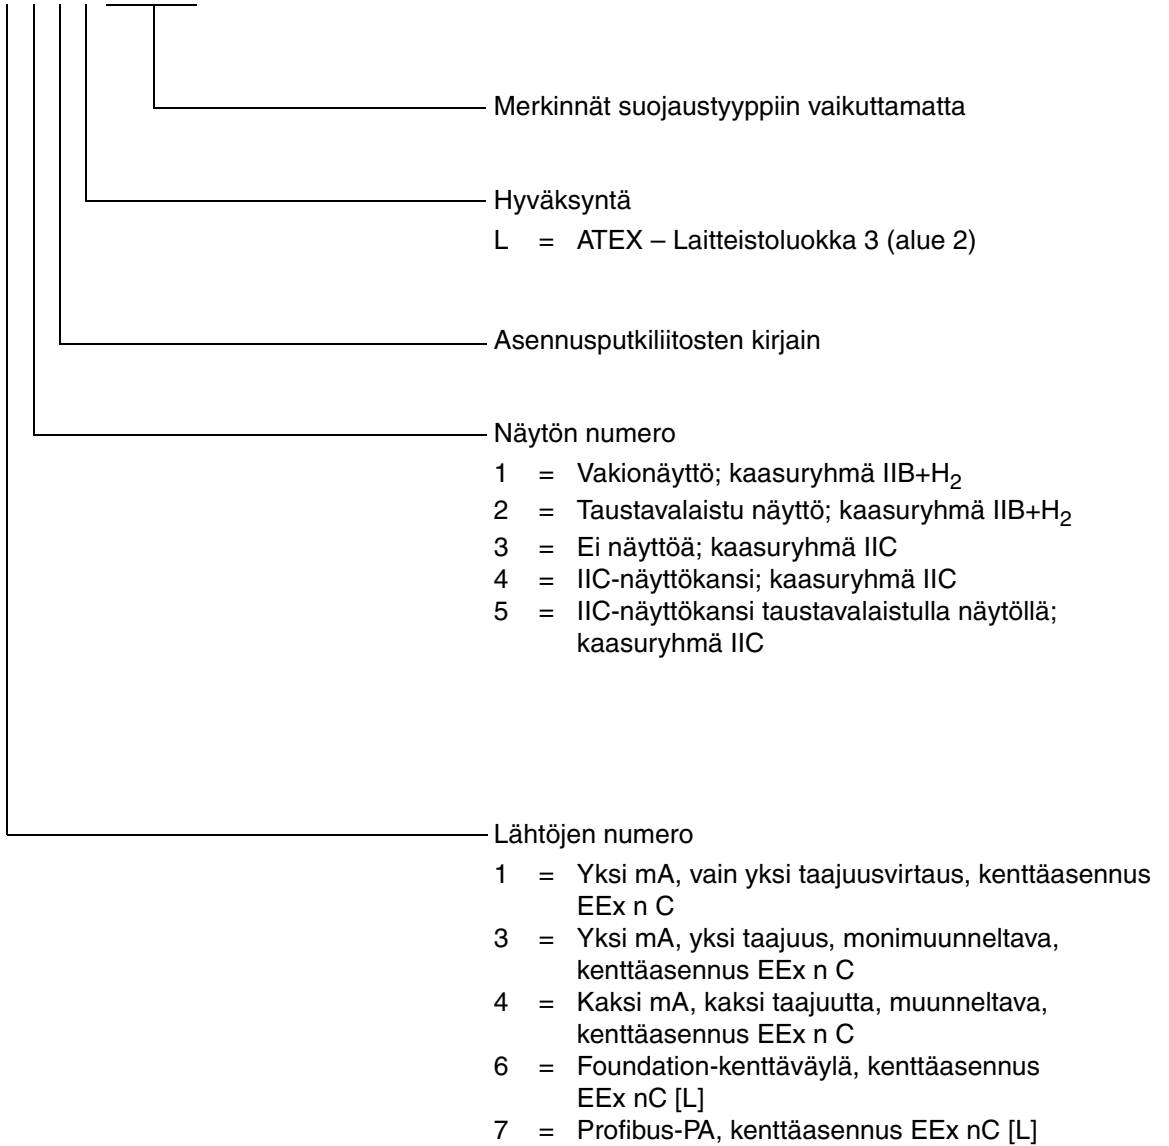 Merkinnät suojaustyyppiin vaikuttamatta
Hyväksyntä
L = ATEX – Laitteistoluokka 3 (alue 2)
Asennusputkiliitosten kirjain
Näytön numero
1 = Vakionäyttö; kaasuryhmä IIB+H₂
2 = Taustavalaistu näyttö; kaasuryhmä IIB+H₂
3 = Ei näyttöä; kaasuryhmä IIC
4 = IIC-näyttökansi; kaasuryhmä IIC
5 = IIC-näyttökansi taustavalaistulla näytöllä;
kaasuryhmä IIC
Lähtöjen numero
1 = Yksi mA, vain yksi taajuusvirtaus, kenttäasennus
EEx n C
3 = Yksi mA, yksi taajuus, monimuunneltava,
kenttäasennus EEx n C
4 = Kaksi mA, kaksi taajuutta, muunneltava,
kenttäasennus EEx n C
6 = Foundation-kenttäväylä, kenttäasennus
EEx nC [L]
7 = Profibus-PA, kenttäasennus EEx nC [L]